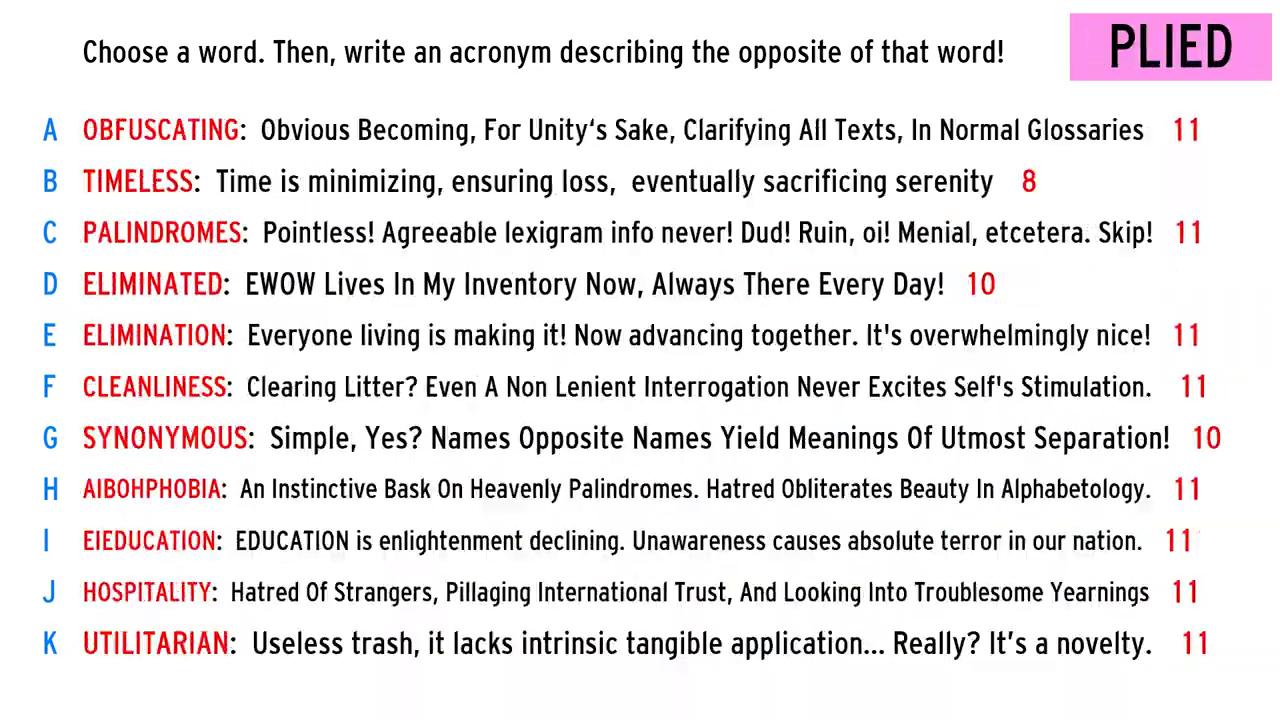 Choose a word. Then, write an acronym describing the opposite of that word!
PLIED
A OBFUSCATING: Obvious Becoming, For Unity‘s Sake, Clarifying All Texts, In Normal Glossaries 11
B TIMELESS: Time is minimizing, ensuring loss, eventually sacrificing serenity 8
C PALINDROMES: Pointless! Agreeable lexigram info never! Dud! Ruin, oi! Menial, etcetera. Skip! 11
D ELIMINATED: EWOW Lives In My Inventory Now, Always There Every Day! 10
E ELIMINATION: Everyone living is making it! Now advancing together. It's overwhelmingly nice! 11
F CLEANLINESS: Clearing Litter? Even A Non Lenient Interrogation Never Excites Self's Stimulation. 11
G SYNONYMOUS: Simple, Yes? Names Opposite Names Yield Meanings Of Utmost Separation! 10
H AIBOHPHOBIA: An Instinctive Bask On Heavenly Palindromes. Hatred Obliterates Beauty In Alphabetology. 11
I EIEDUCATION: EDUCATION is enlightenment declining. Unawareness causes absolute terror in our nation. 11
J HOSPITALITY: Hatred Of Strangers, Pillaging International Trust, And Looking Into Troublesome Yearnings 11
K UTILITARIAN: Useless trash, it lacks intrinsic tangible application... Really? It’s a novelty. 11